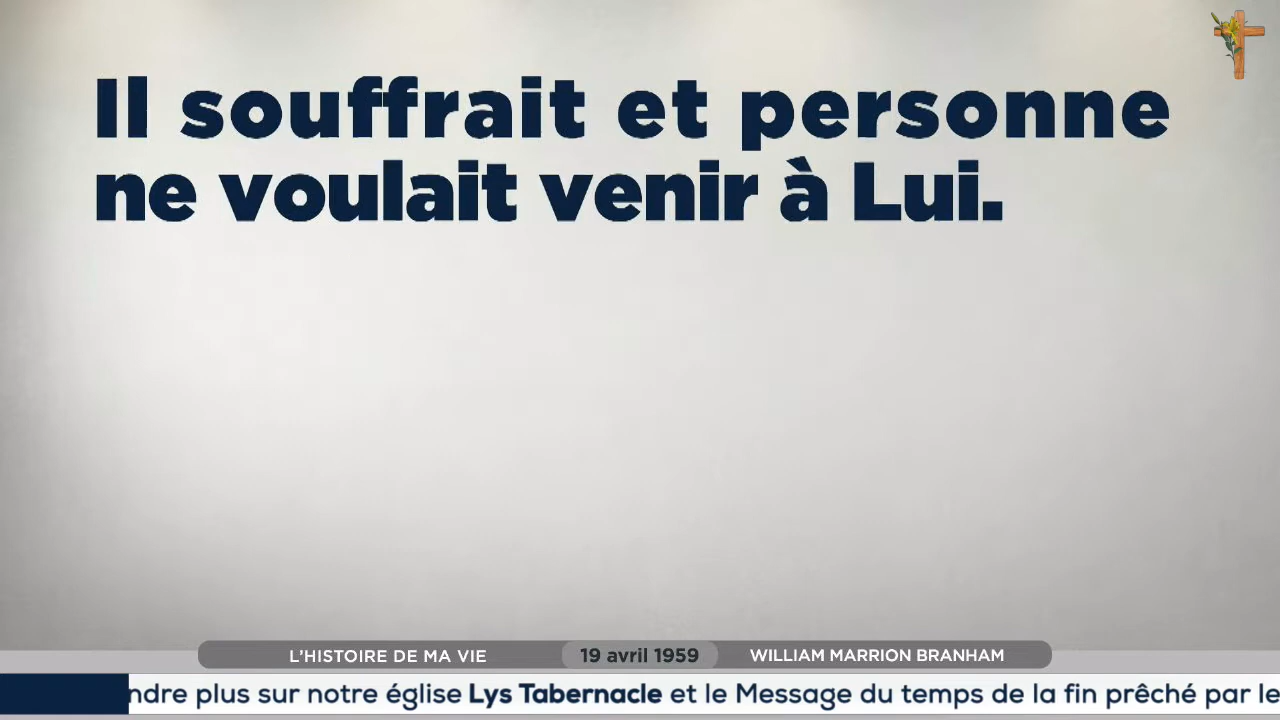 Il souffrait et personne
ne voulait venir à Lui.
L'HISTOIRE DE MA VIE 19 avril 1959 WILLIAM MARRION BRANHAM
ndre plus sur notre église Lys Tabernacle et le Message du temps de la fin prêché par le